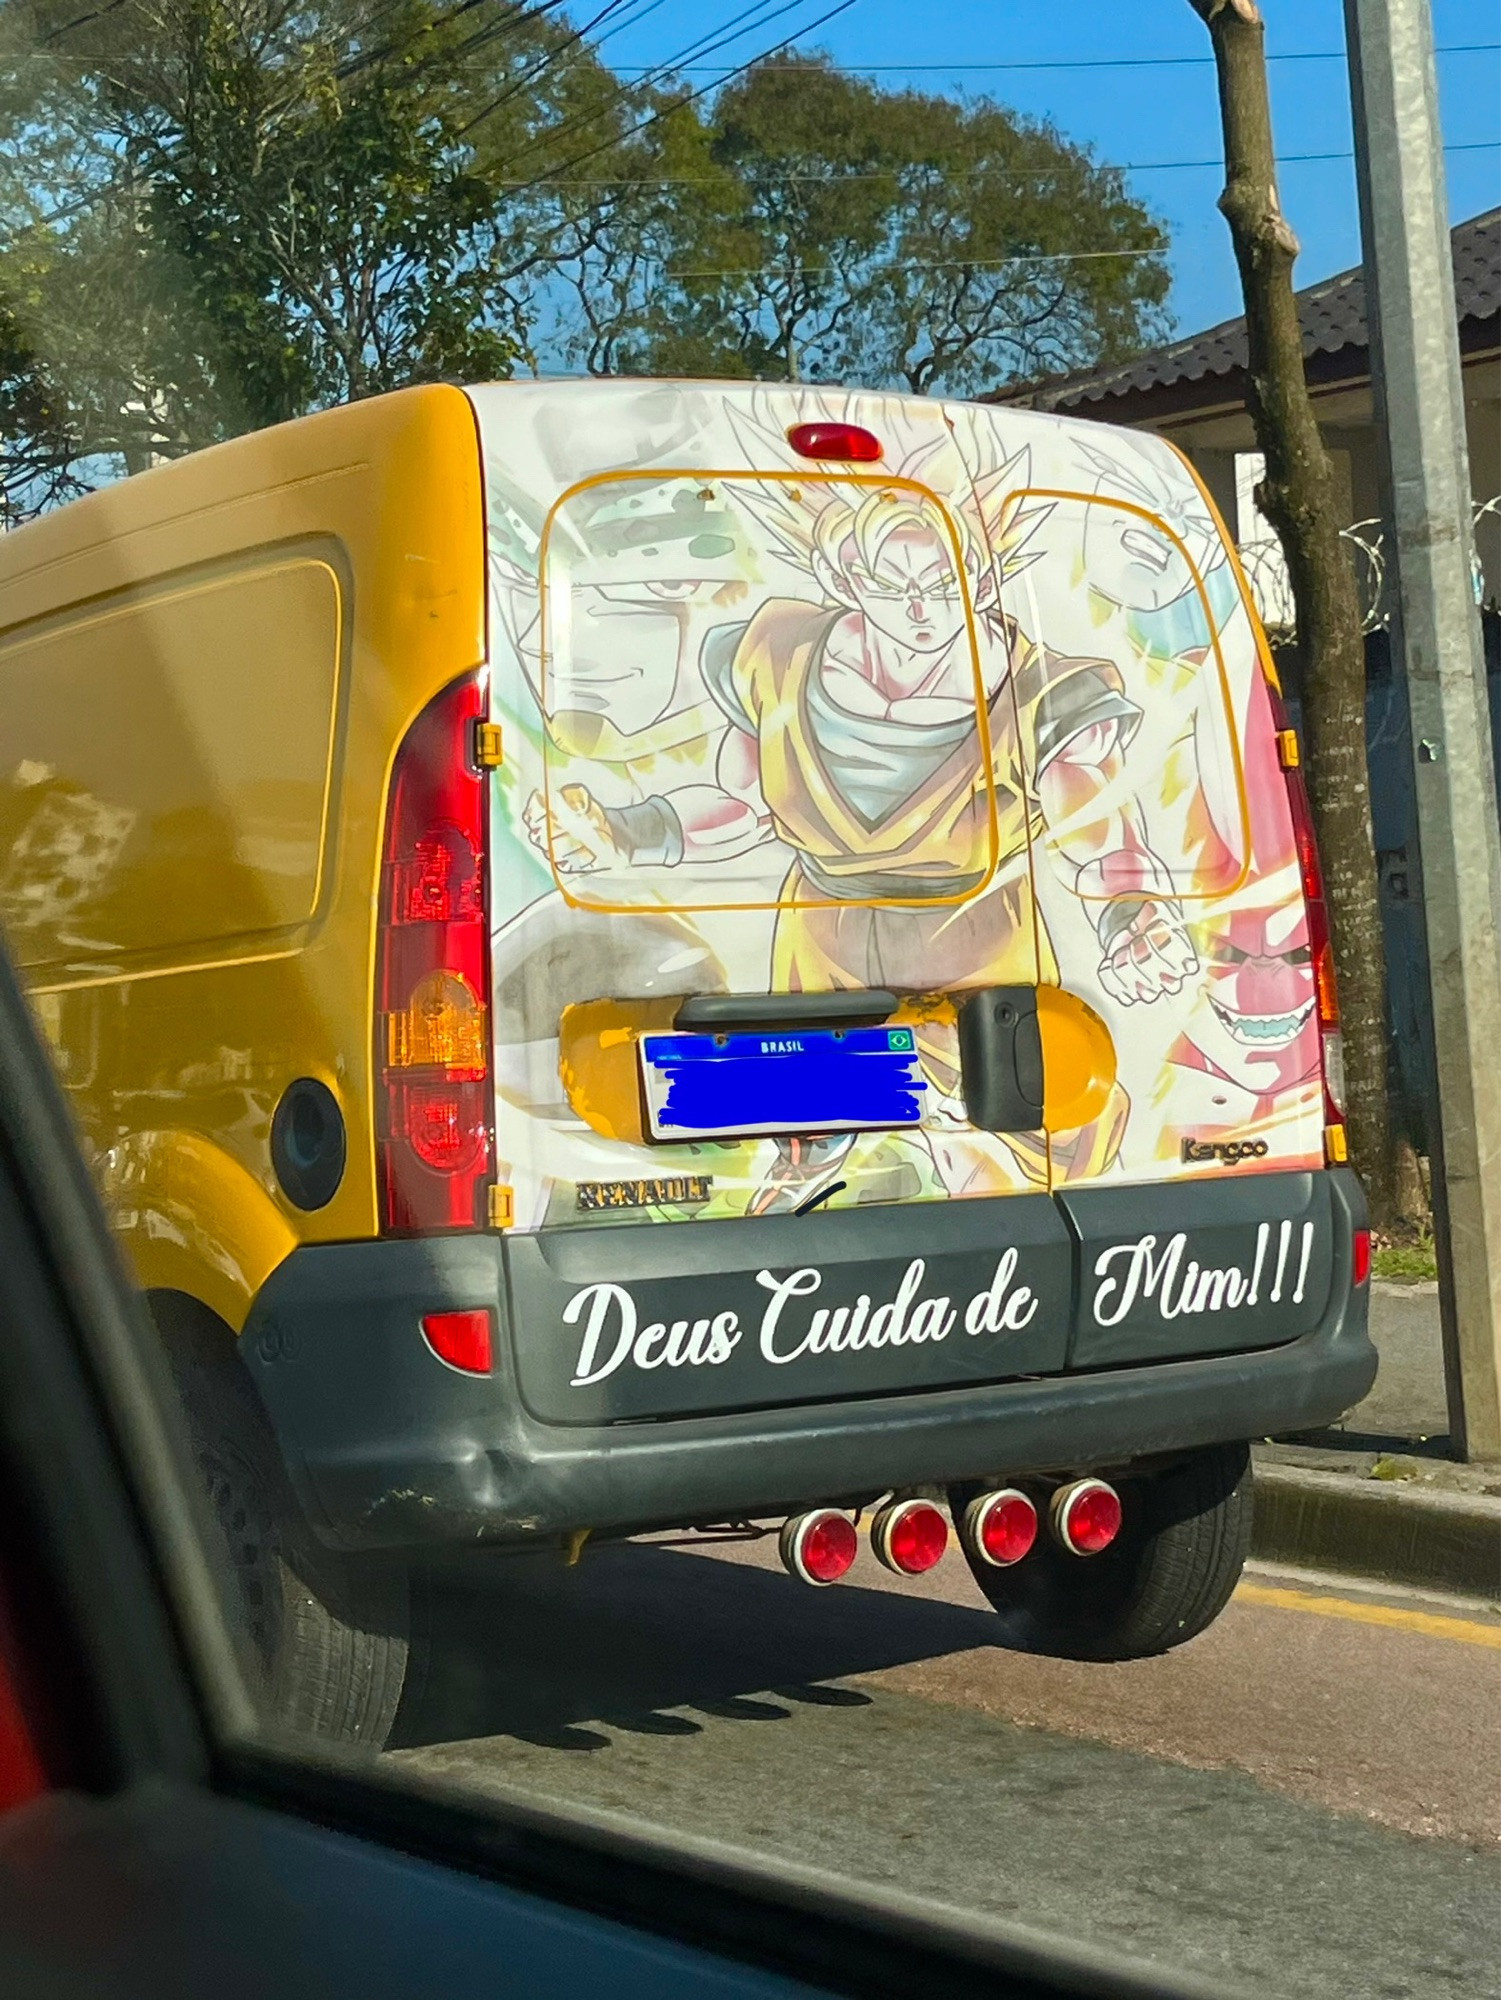 BRASIL
RENAULT
Kangoo
Deus Cuida de Mim!!!